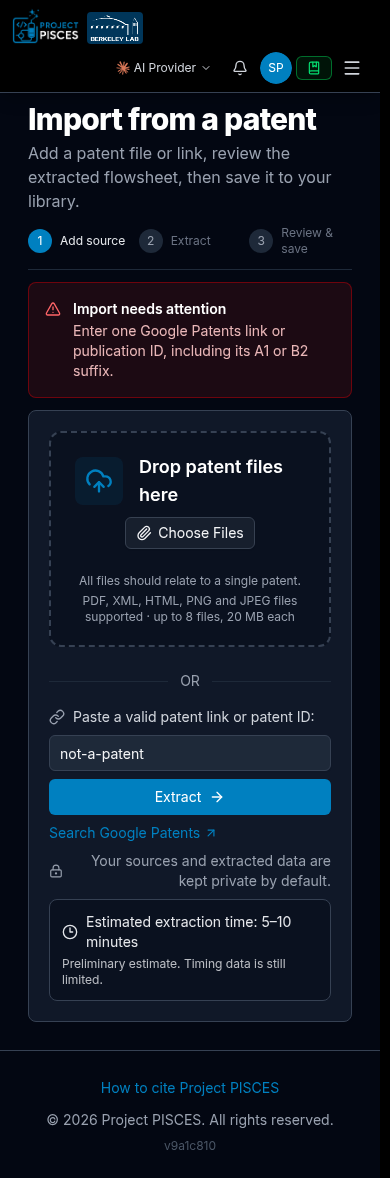 PROJECT
PISCES
BERKELEY LAB
AI Provider
SP
Import from a patent
Add a patent file or link, review the
extracted flowsheet, then save it to your
library.
1 Add source 2 Extract 3 Review &
save
Import needs attention
Enter one Google Patents link or
publication ID, including its A1 or B2
suffix.
Drop patent files
here
Choose Files
All files should relate to a single patent.
PDF, XML, HTML, PNG and JPEG files
supported · up to 8 files, 20 MB each
OR
Paste a valid patent link or patent ID:
not-a-patent
Extract →
Search Google Patents ↗
Your sources and extracted data are
kept private by default.
Estimated extraction time: 5–10
minutes
Preliminary estimate. Timing data is still
limited.
How to cite Project PISCES
© 2026 Project PISCES. All rights reserved.
v9a1c810